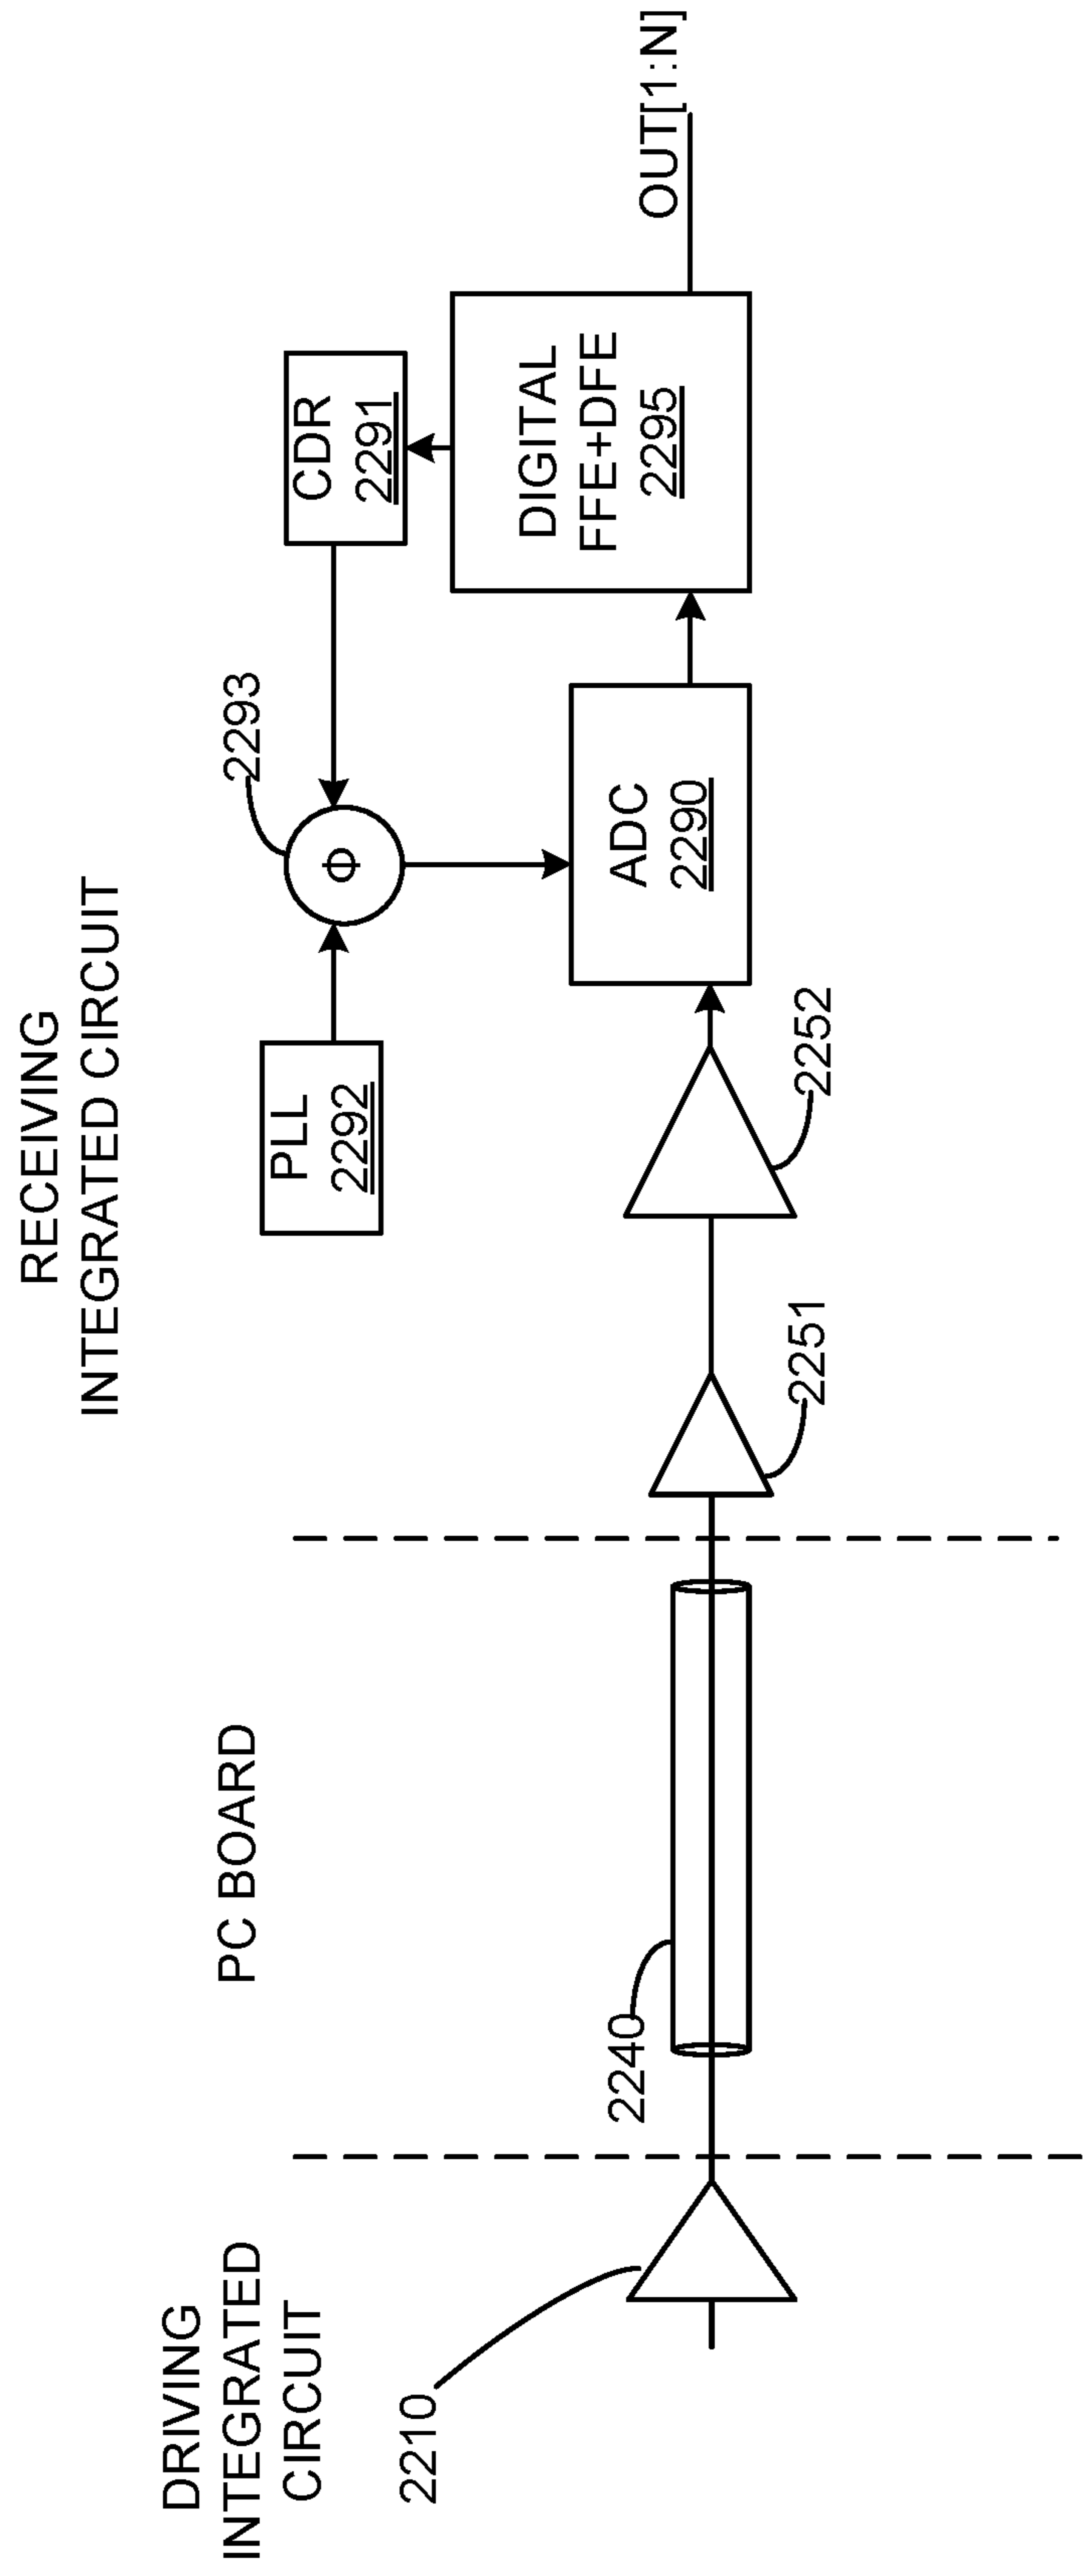 DRIVING
INTEGRATED
CIRCUIT
PC BOARD
RECEIVING
INTEGRATED CIRCUIT
2210
2240
2251
2252
PLL
2292
Φ
2293
CDR
2291
ADC
2290
DIGITAL
FFE+DFE
2295
OUT[1:N]